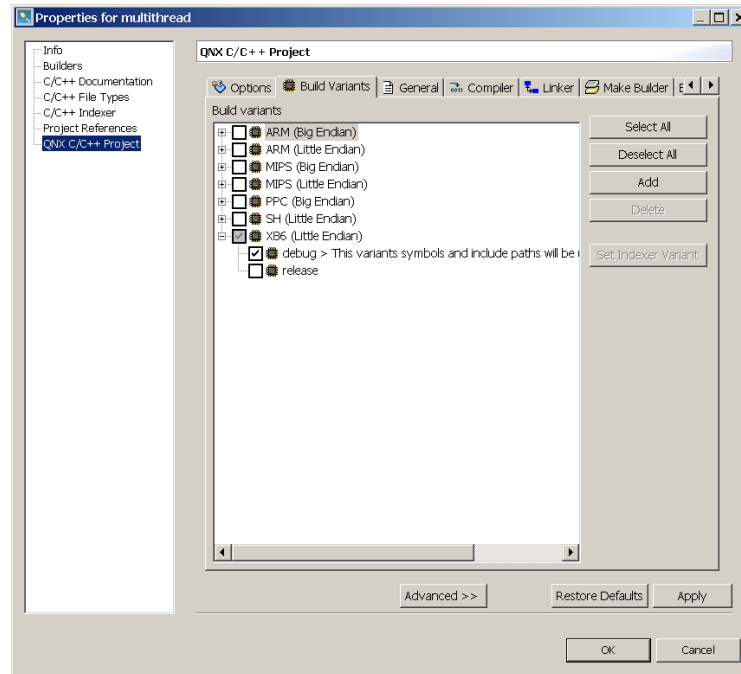 Properties for multithread
Info
Builders
C/C++ Documentation
C/C++ File Types
C/C++ Indexer
Project References
QNX C/C++ Project
QNX C/C++ Project
Options
Build Variants
General
Compiler
Linker
Make Builder
Build variants
ARM (Big Endian)
ARM (Little Endian)
MIPS (Big Endian)
MIPS (Little Endian)
PPC (Big Endian)
SH (Little Endian)
X86 (Little Endian)
debug > This variants symbols and include paths will be
release
Select All
Deselect All
Add
Delete
Set Indexer Variant
Advanced >>
Restore Defaults
Apply
OK
Cancel